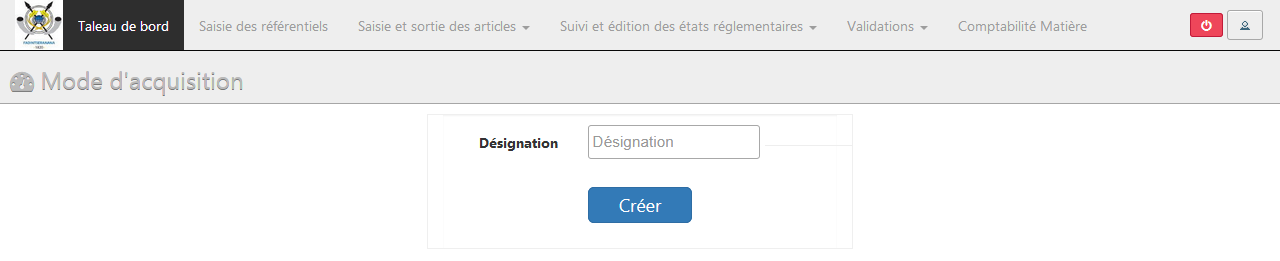 Taleau de bord
Saisie des référentiels
Saisie et sortie des articles
Suivi et édition des états réglementaires
Validations
Comptabilité Matière
Mode d'acquisition
Désignation
Désignation
Créer